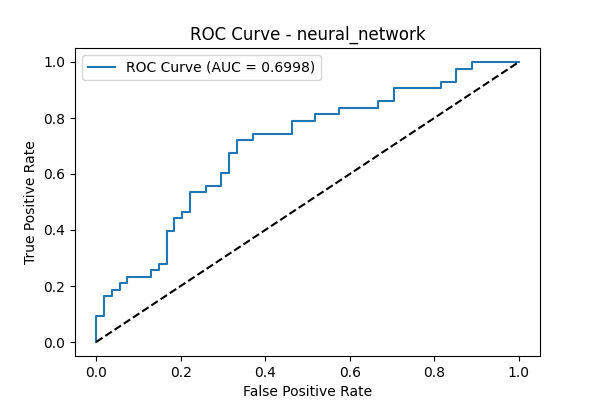 ROC Curve - neural_network
ROC Curve (AUC = 0.6998)
True Positive Rate
1.0
0.8
0.6
0.4
0.2
0.0
0.0 0.2 0.4 0.6 0.8 1.0
False Positive Rate